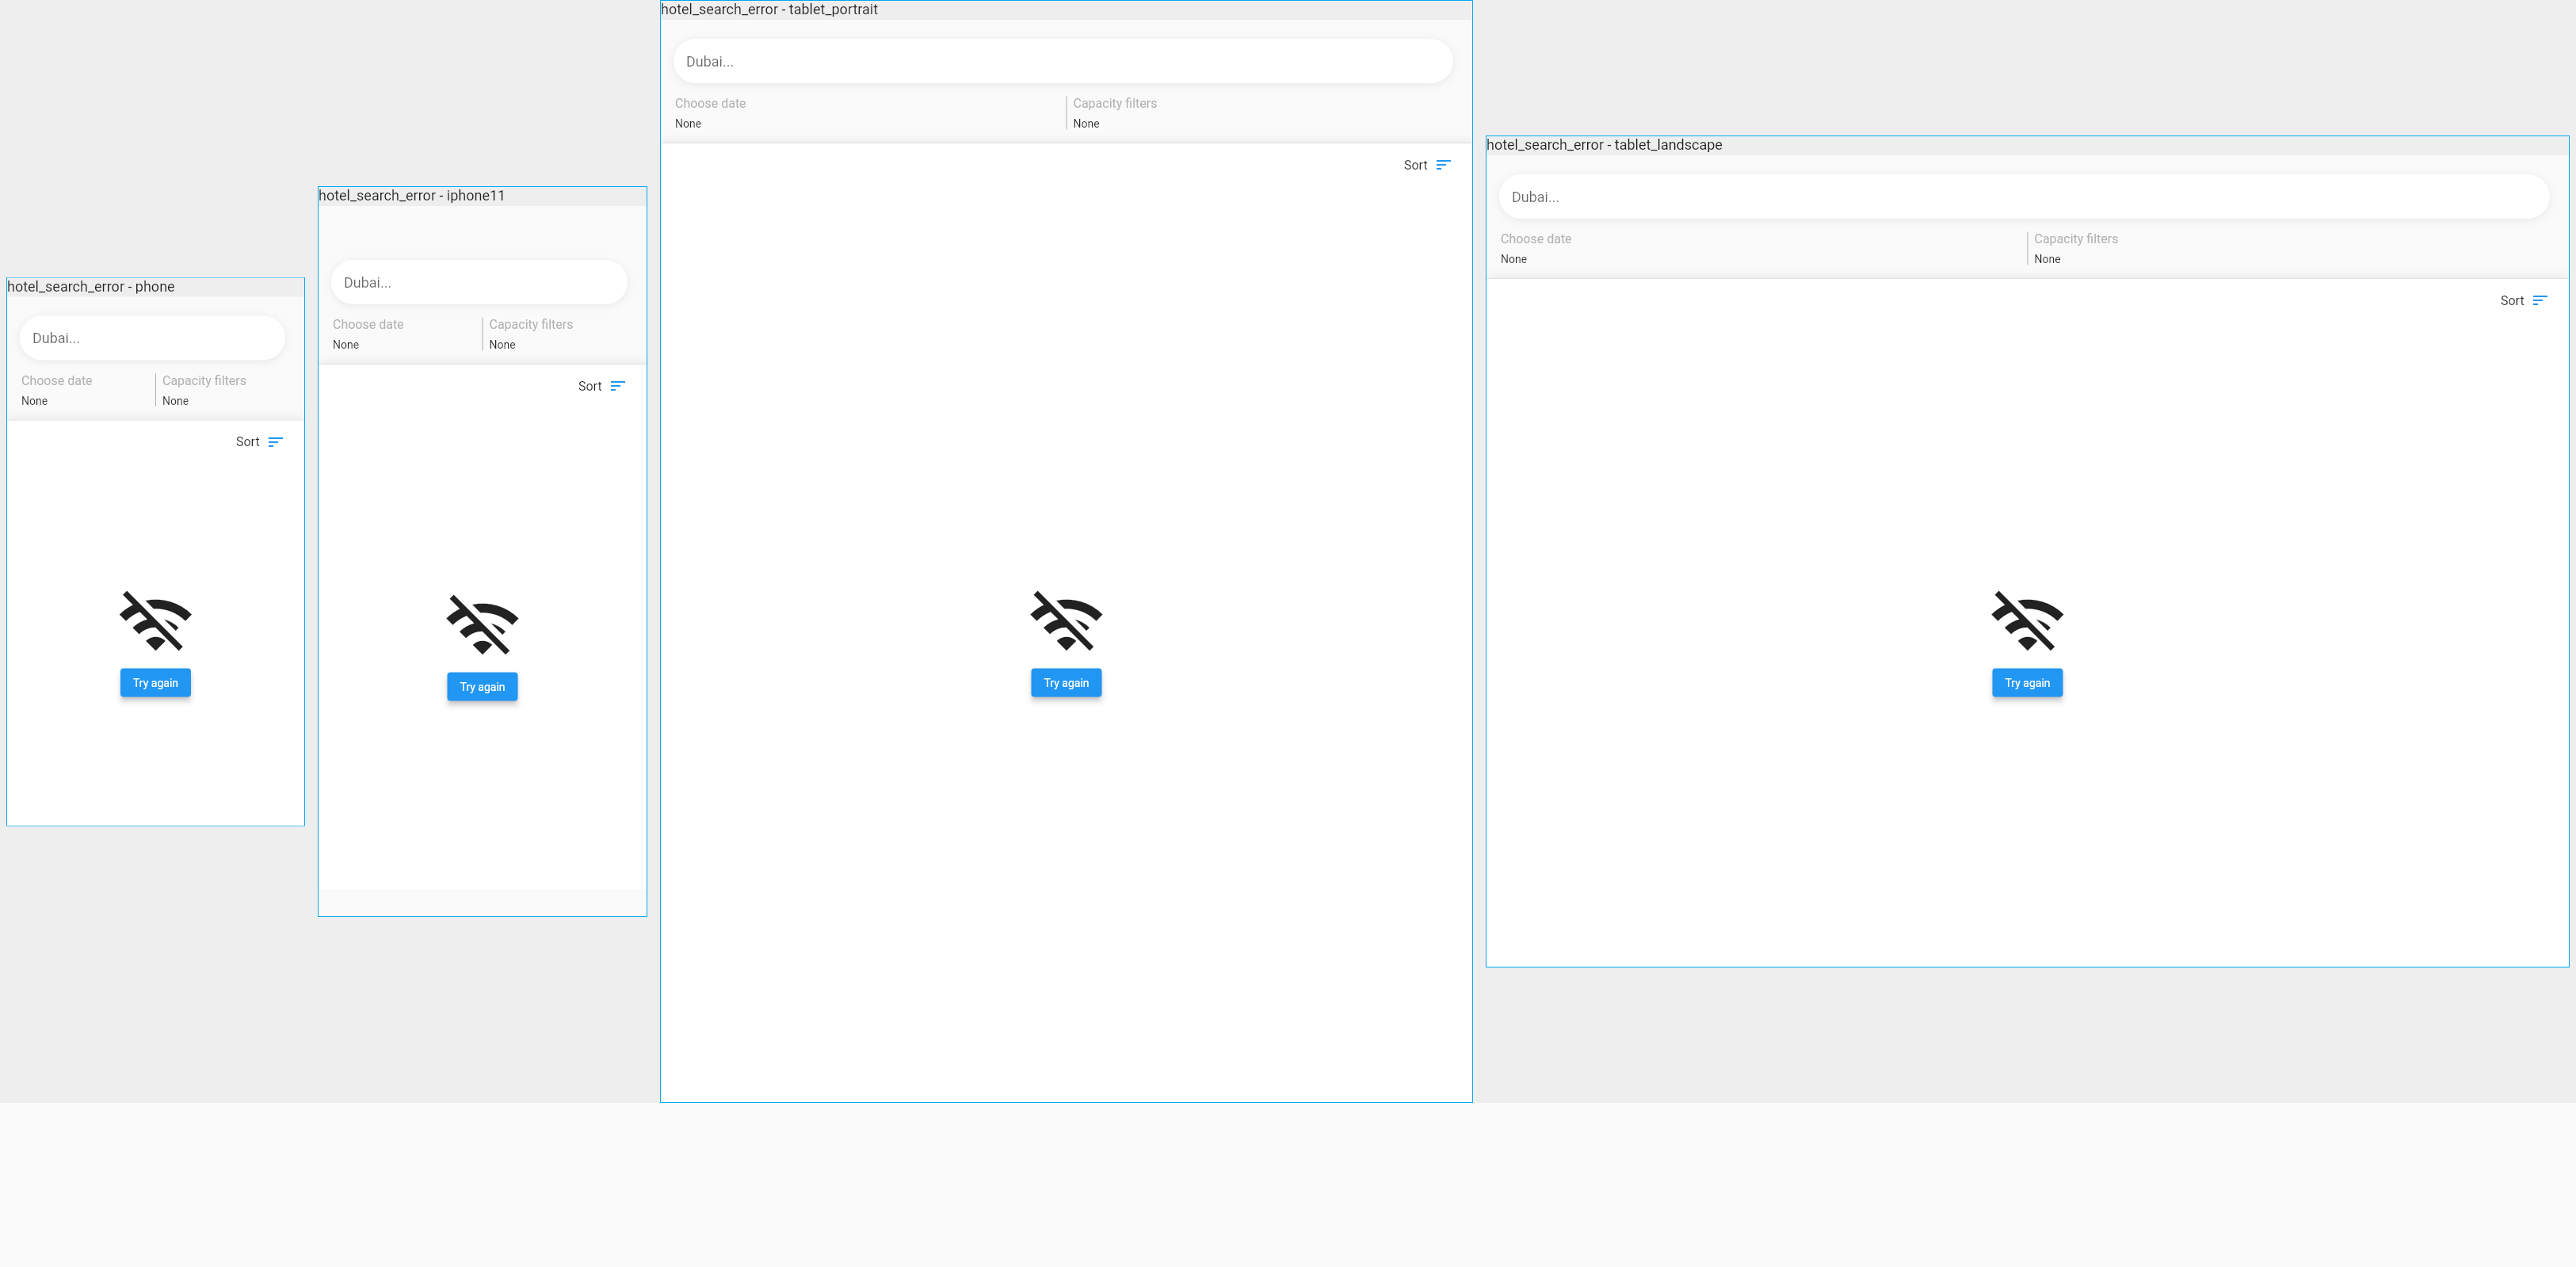 hotel_search_error - phone
Dubai...
Choose date
Capacity filters
None
None
Sort
Try again
hotel_search_error - iphone11
Dubai...
Choose date
Capacity filters
None
None
Sort
Try again
hotel_search_error - tablet_portrait
Dubai...
Choose date
Capacity filters
None
None
Sort
Try again
hotel_search_error - tablet_landscape
Dubai...
Choose date
Capacity filters
None
None
Sort
Try again